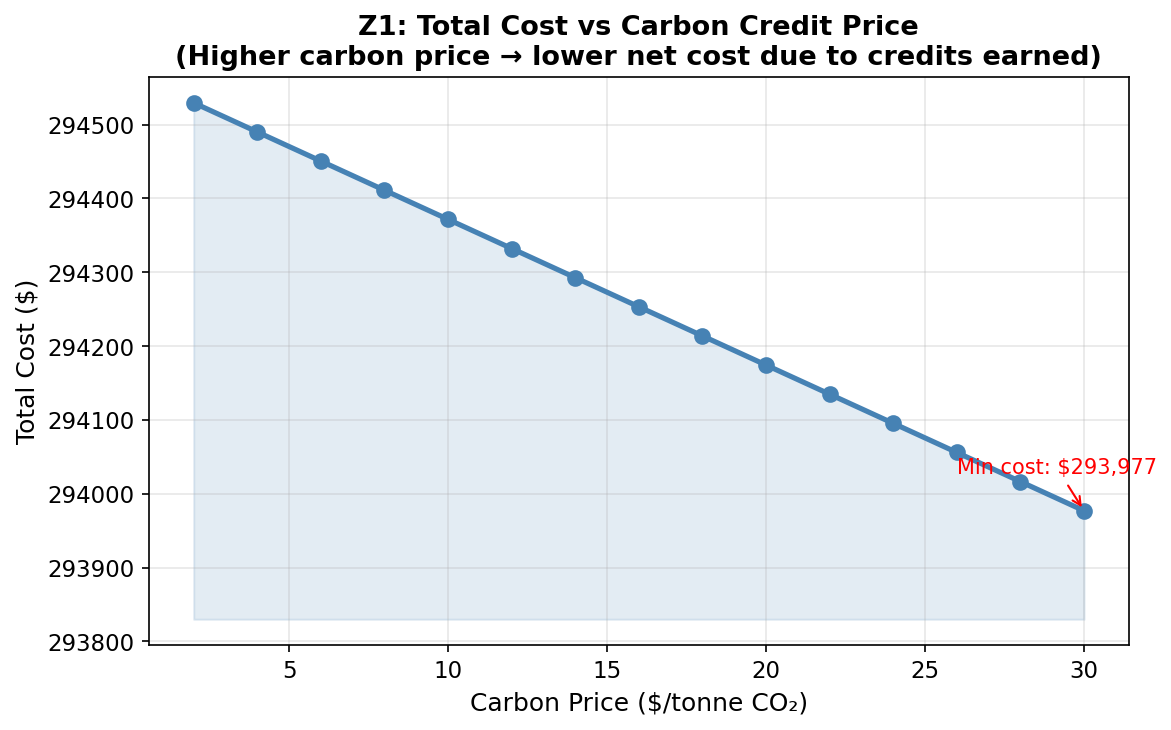 Z1: Total Cost vs Carbon Credit Price
(Higher carbon price → lower net cost due to credits earned)
Total Cost ($)
294500
294400
294300
294200
294100
294000
293900
293800
Min cost: $293,977
5 10 15 20 25 30
Carbon Price ($/tonne CO₂)